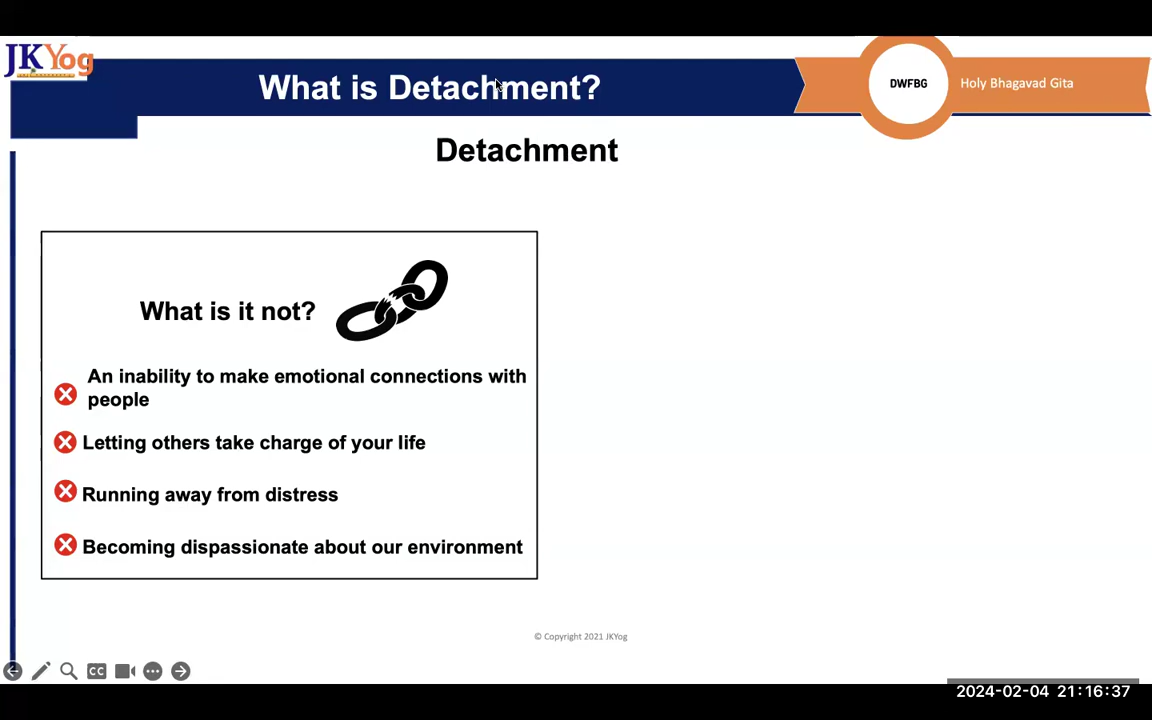 JKYog
What is Detachment?
DWFBG
Holy Bhagavad Gita
Detachment
What is it not?
An inability to make emotional connections with
people
Letting others take charge of your life
Running away from distress
Becoming dispassionate about our environment
© Copyright 2021 JKYog
CC
2024-02-04 21:16:37